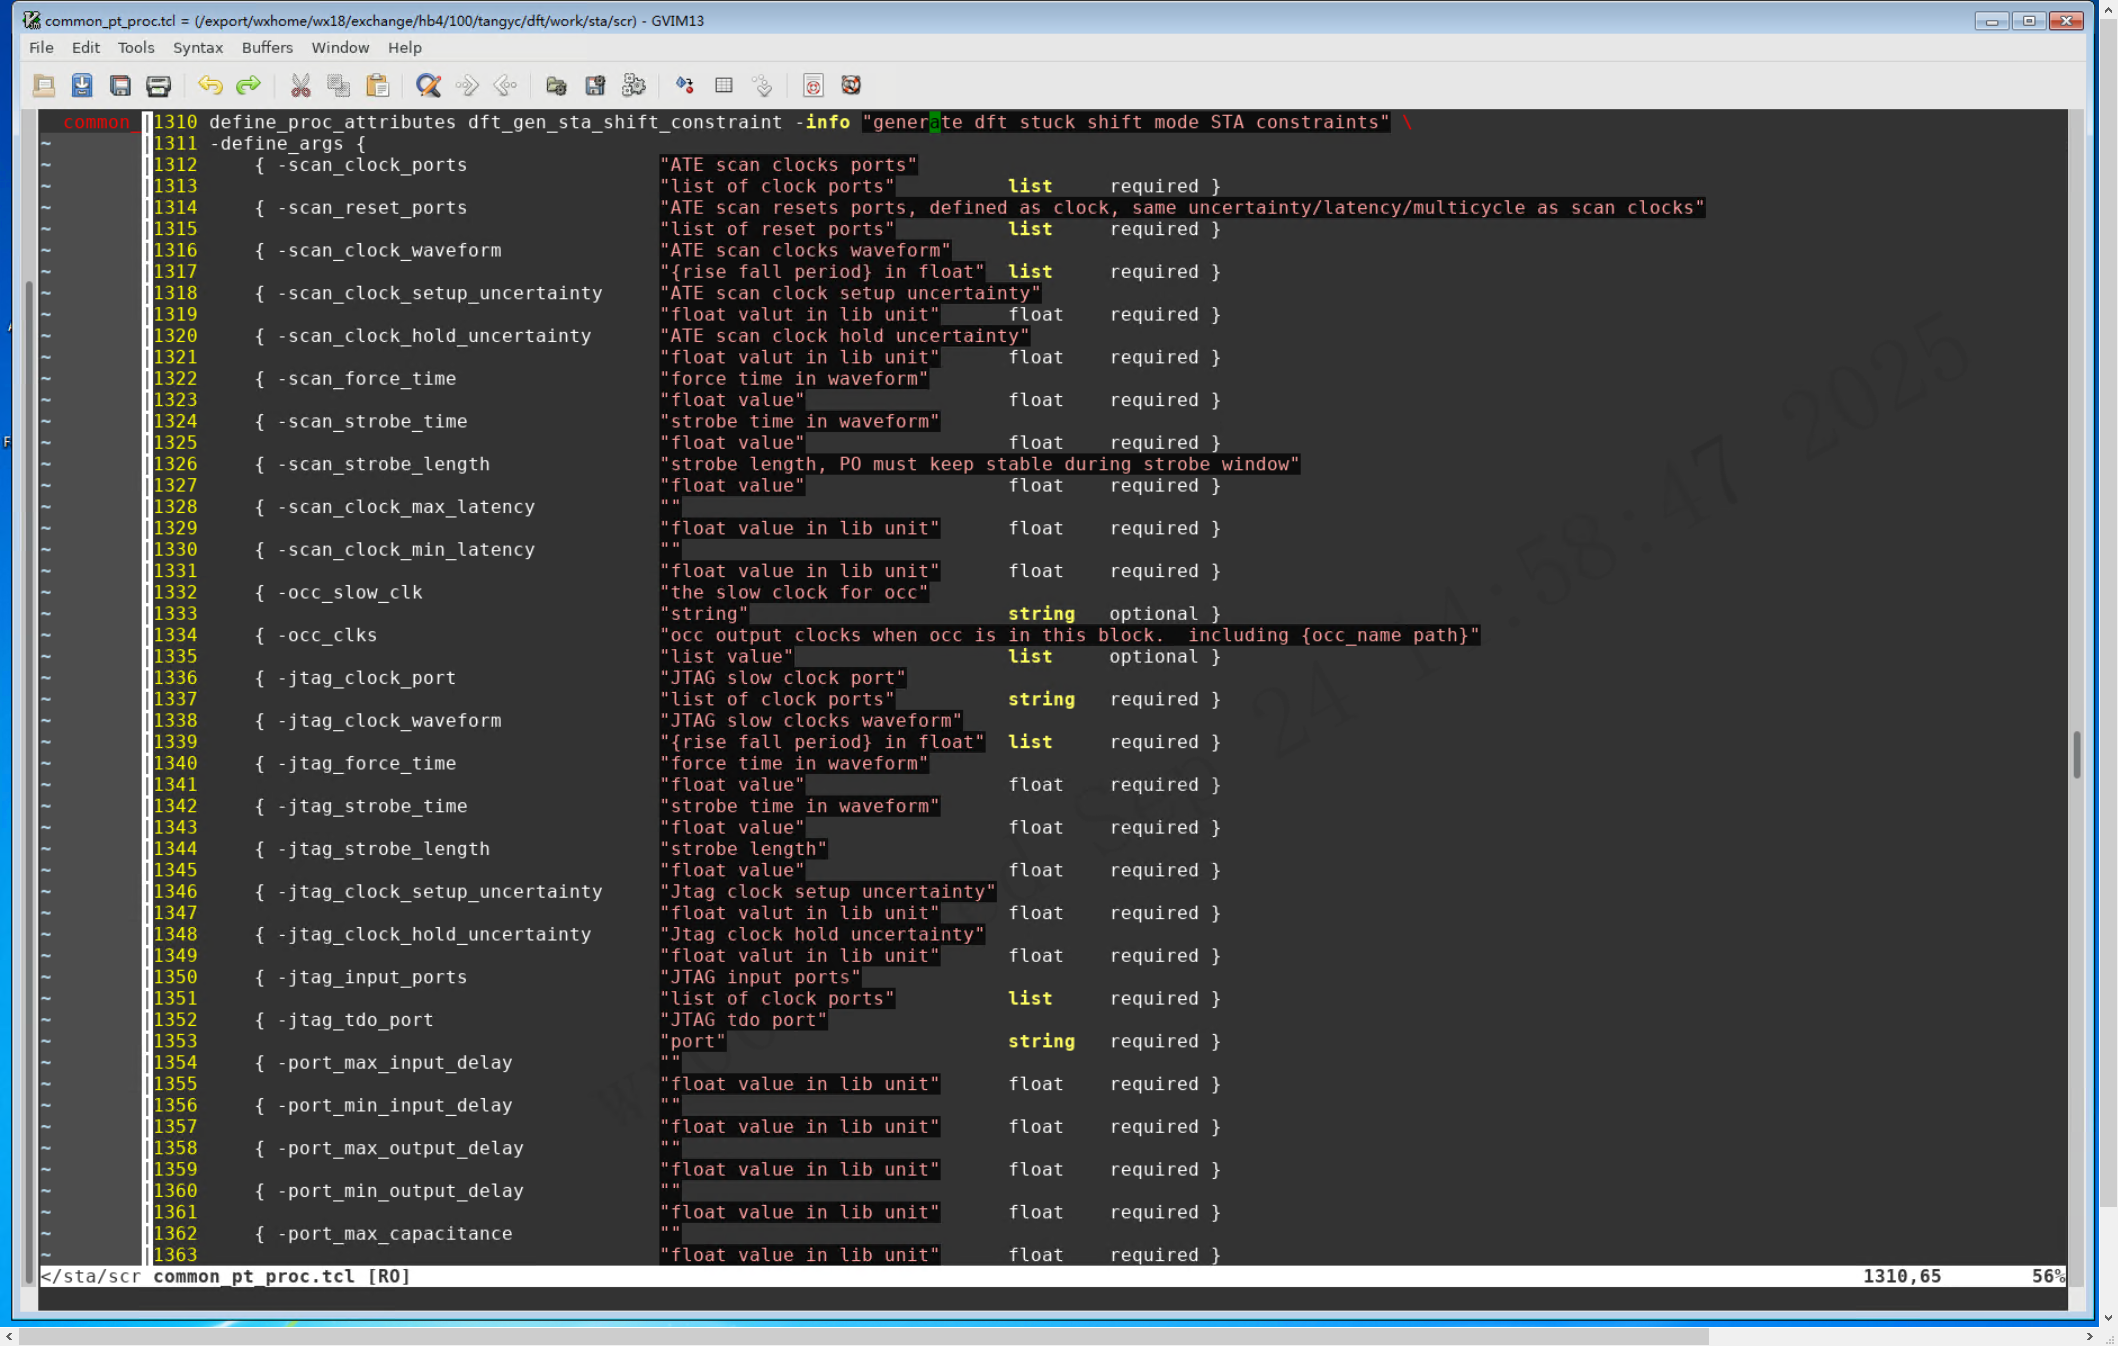 common_pt_proc.tcl = (/export/wxhome/wx18/exchange/hb4/100/tangyc/dft/work/sta/scr) - GVIM13
File Edit Tools Syntax Buffers Window Help
common_
1310 define_proc_attributes dft_gen_sta_shift_constraint -info "generate dft stuck shift mode STA constraints" \
1311 -define_args {
1312     { -scan_clock_ports "ATE scan clocks ports"
1313 "list of clock ports" list required }
1314     { -scan_reset_ports "ATE scan resets ports, defined as clock, same uncertainty/latency/multicycle as scan clocks"
1315 "list of reset ports" list required }
1316     { -scan_clock_waveform "ATE scan clocks waveform"
1317 "{rise fall period} in float" list required }
1318     { -scan_clock_setup_uncertainty "ATE scan clock setup uncertainty"
1319 "float valut in lib unit" float required }
1320     { -scan_clock_hold_uncertainty "ATE scan clock hold uncertainty"
1321 "float valut in lib unit" float required }
1322     { -scan_force_time "force time in waveform"
1323 "float value" float required }
1324     { -scan_strobe_time "strobe time in waveform"
1325 "float value" float required }
1326     { -scan_strobe_length "strobe length, PO must keep stable during strobe window"
1327 "float value" float required }
1328     { -scan_clock_max_latency ""
1329 "float value in lib unit" float required }
1330     { -scan_clock_min_latency ""
1331 "float value in lib unit" float required }
1332     { -occ_slow_clk "the slow clock for occ"
1333 "string" string optional }
1334     { -occ_clks "occ output clocks when occ is in this block.  including {occ_name path}"
1335 "list value" list optional }
1336     { -jtag_clock_port "JTAG slow clock port"
1337 "list of clock ports" string required }
1338     { -jtag_clock_waveform "JTAG slow clocks waveform"
1339 "{rise fall period} in float" list required }
1340     { -jtag_force_time "force time in waveform"
1341 "float value" float required }
1342     { -jtag_strobe_time "strobe time in waveform"
1343 "float value" float required }
1344     { -jtag_strobe_length "strobe length"
1345 "float value" float required }
1346     { -jtag_clock_setup_uncertainty "Jtag clock setup uncertainty"
1347 "float valut in lib unit" float required }
1348     { -jtag_clock_hold_uncertainty "Jtag clock hold uncertainty"
1349 "float valut in lib unit" float required }
1350     { -jtag_input_ports "JTAG input ports"
1351 "list of clock ports" list required }
1352     { -jtag_tdo_port "JTAG tdo port"
1353 "port" string required }
1354     { -port_max_input_delay ""
1355 "float value in lib unit" float required }
1356     { -port_min_input_delay ""
1357 "float value in lib unit" float required }
1358     { -port_max_output_delay ""
1359 "float value in lib unit" float required }
1360     { -port_min_output_delay ""
1361 "float value in lib unit" float required }
1362     { -port_max_capacitance ""
1363 "float value in lib unit" float required }
</sta/scr common_pt_proc.tcl [RO] 1310,65 56%
24 14:58:47 2025